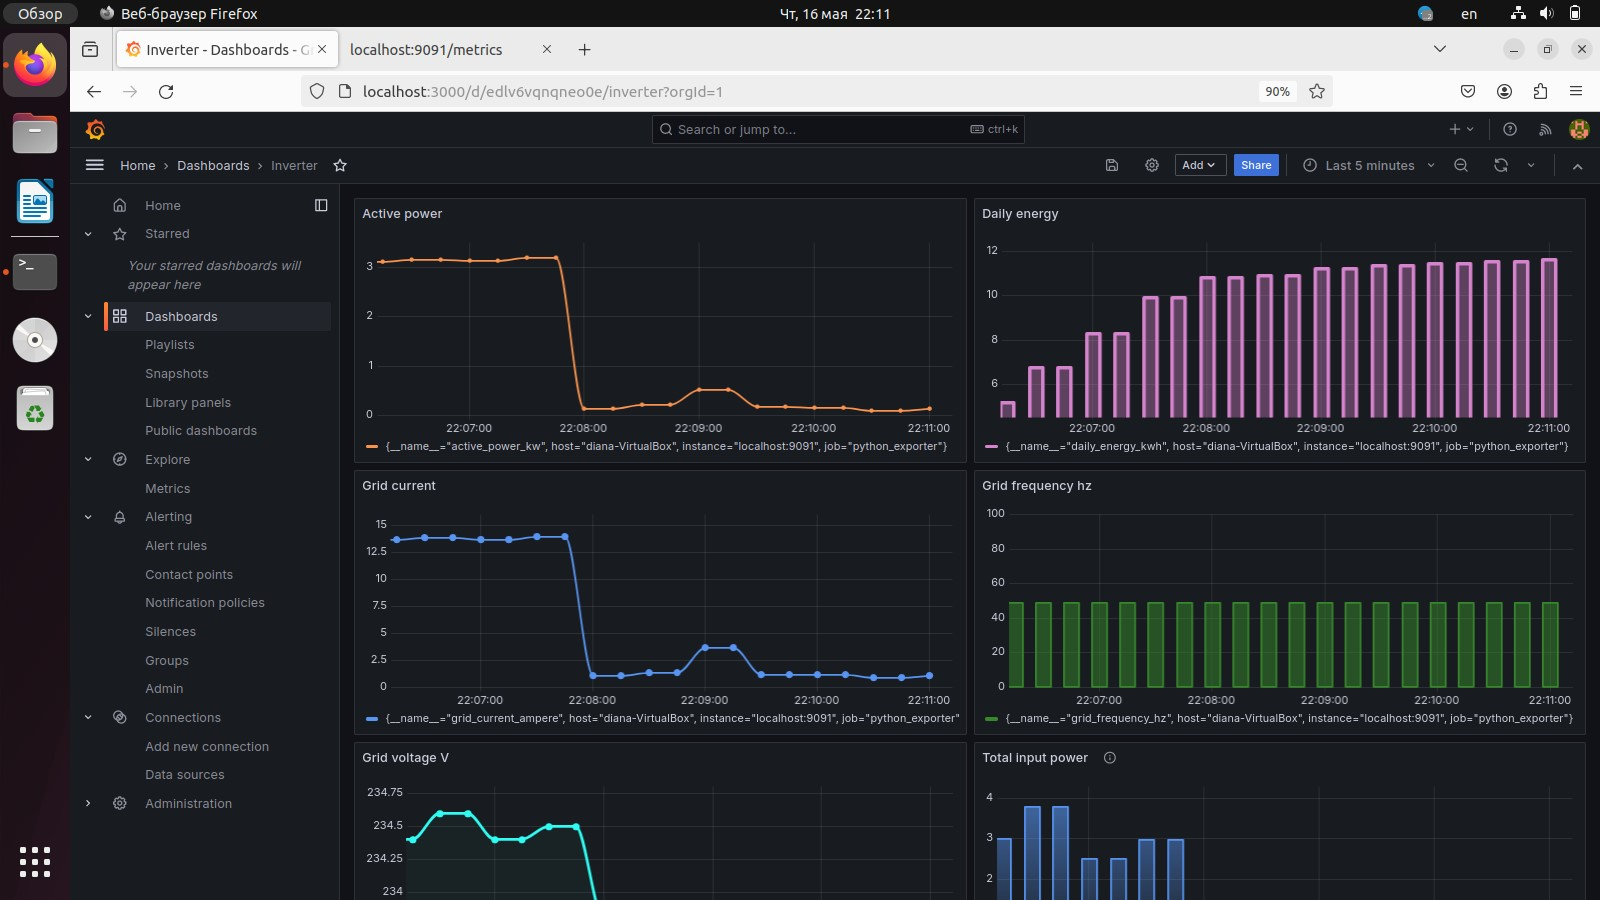 Обзор
Веб-браузер Firefox
Чт, 16 мая 22:11
en
Inverter - Dashboards - G
localhost:9091/metrics
localhost:3000/d/edlv6vqnqneo0e/inverter?orgId=1
90%
Search or jump to...
ctrl+k
Home › Dashboards › Inverter
Add
Share
Last 5 minutes
Home
Starred
Your starred dashboards will
appear here
Dashboards
Playlists
Snapshots
Library panels
Public dashboards
Explore
Metrics
Alerting
Alert rules
Contact points
Notification policies
Silences
Groups
Admin
Connections
Add new connection
Data sources
Administration
Active power
3
2
1
0
22:07:00 22:08:00 22:09:00 22:10:00 22:11:00
{__name__="active_power_kw", host="diana-VirtualBox", instance="localhost:9091", job="python_exporter"}
Daily energy
12
10
8
6
22:07:00 22:08:00 22:09:00 22:10:00 22:11:00
{__name__="daily_energy_kwh", host="diana-VirtualBox", instance="localhost:9091", job="python_exporter"}
Grid current
15
12.5
10
7.5
5
2.5
0
22:07:00 22:08:00 22:09:00 22:10:00 22:11:00
{__name__="grid_current_ampere", host="diana-VirtualBox", instance="localhost:9091", job="python_exporter"
Grid frequency hz
100
80
60
40
20
0
22:07:00 22:08:00 22:09:00 22:10:00 22:11:00
{__name__="grid_frequency_hz", host="diana-VirtualBox", instance="localhost:9091", job="python_exporter"}
Grid voltage V
234.75
234.5
234.25
234
Total input power
4
3
2